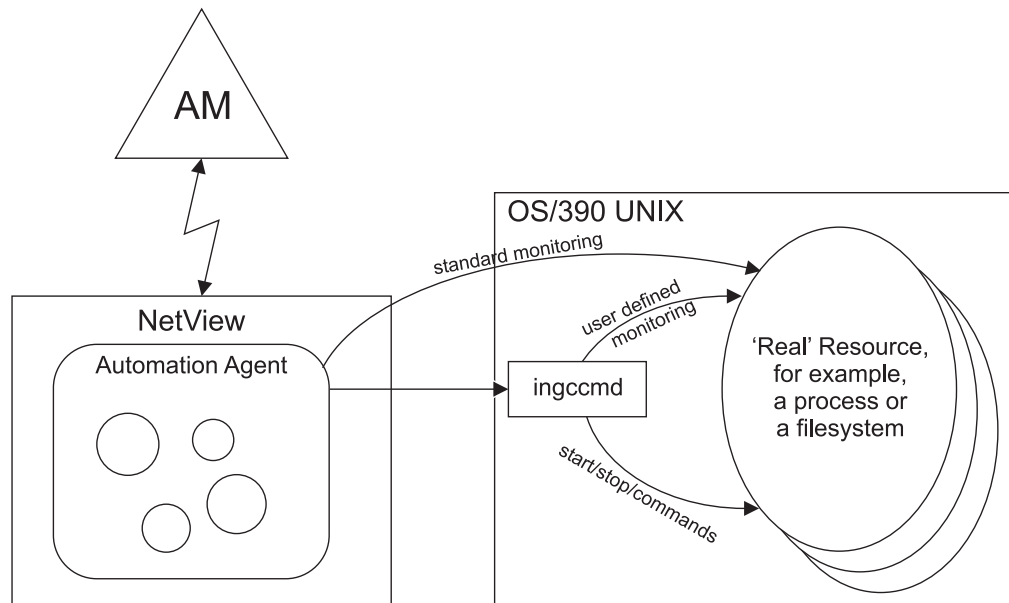 AM
OS/390 UNIX
standard monitoring
NetView
Automation Agent
user defined
monitoring
ingccmd
'Real' Resource,
for example,
a process or
a filesystem
start/stop/commands